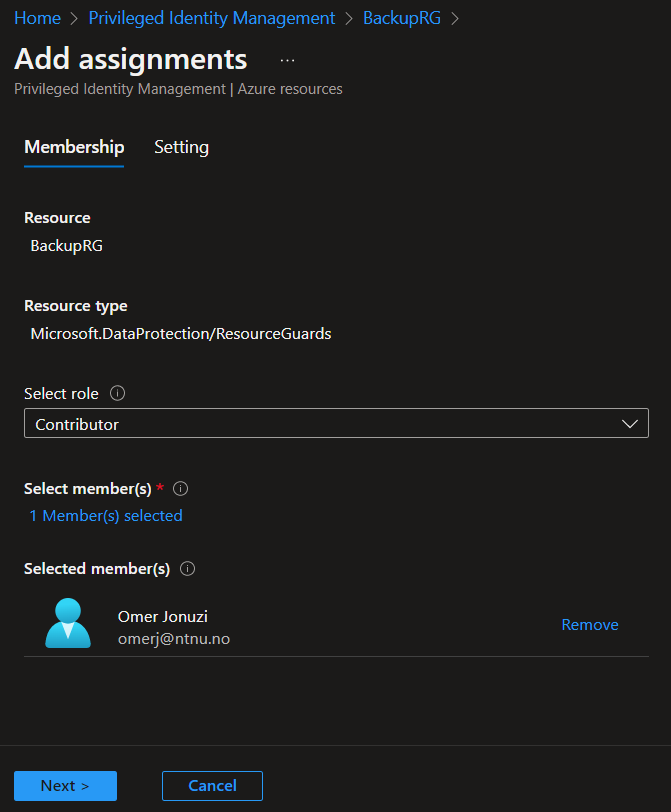 Home > Privileged Identity Management > BackupRG >
Add assignments ...
Privileged Identity Management | Azure resources
Membership Setting
Resource
BackupRG
Resource type
Microsoft.DataProtection/ResourceGuards
Select role
Contributor
Select member(s) *
1 Member(s) selected
Selected member(s)
Omer Jonuzi
omerj@ntnu.no
Remove
Next > Cancel